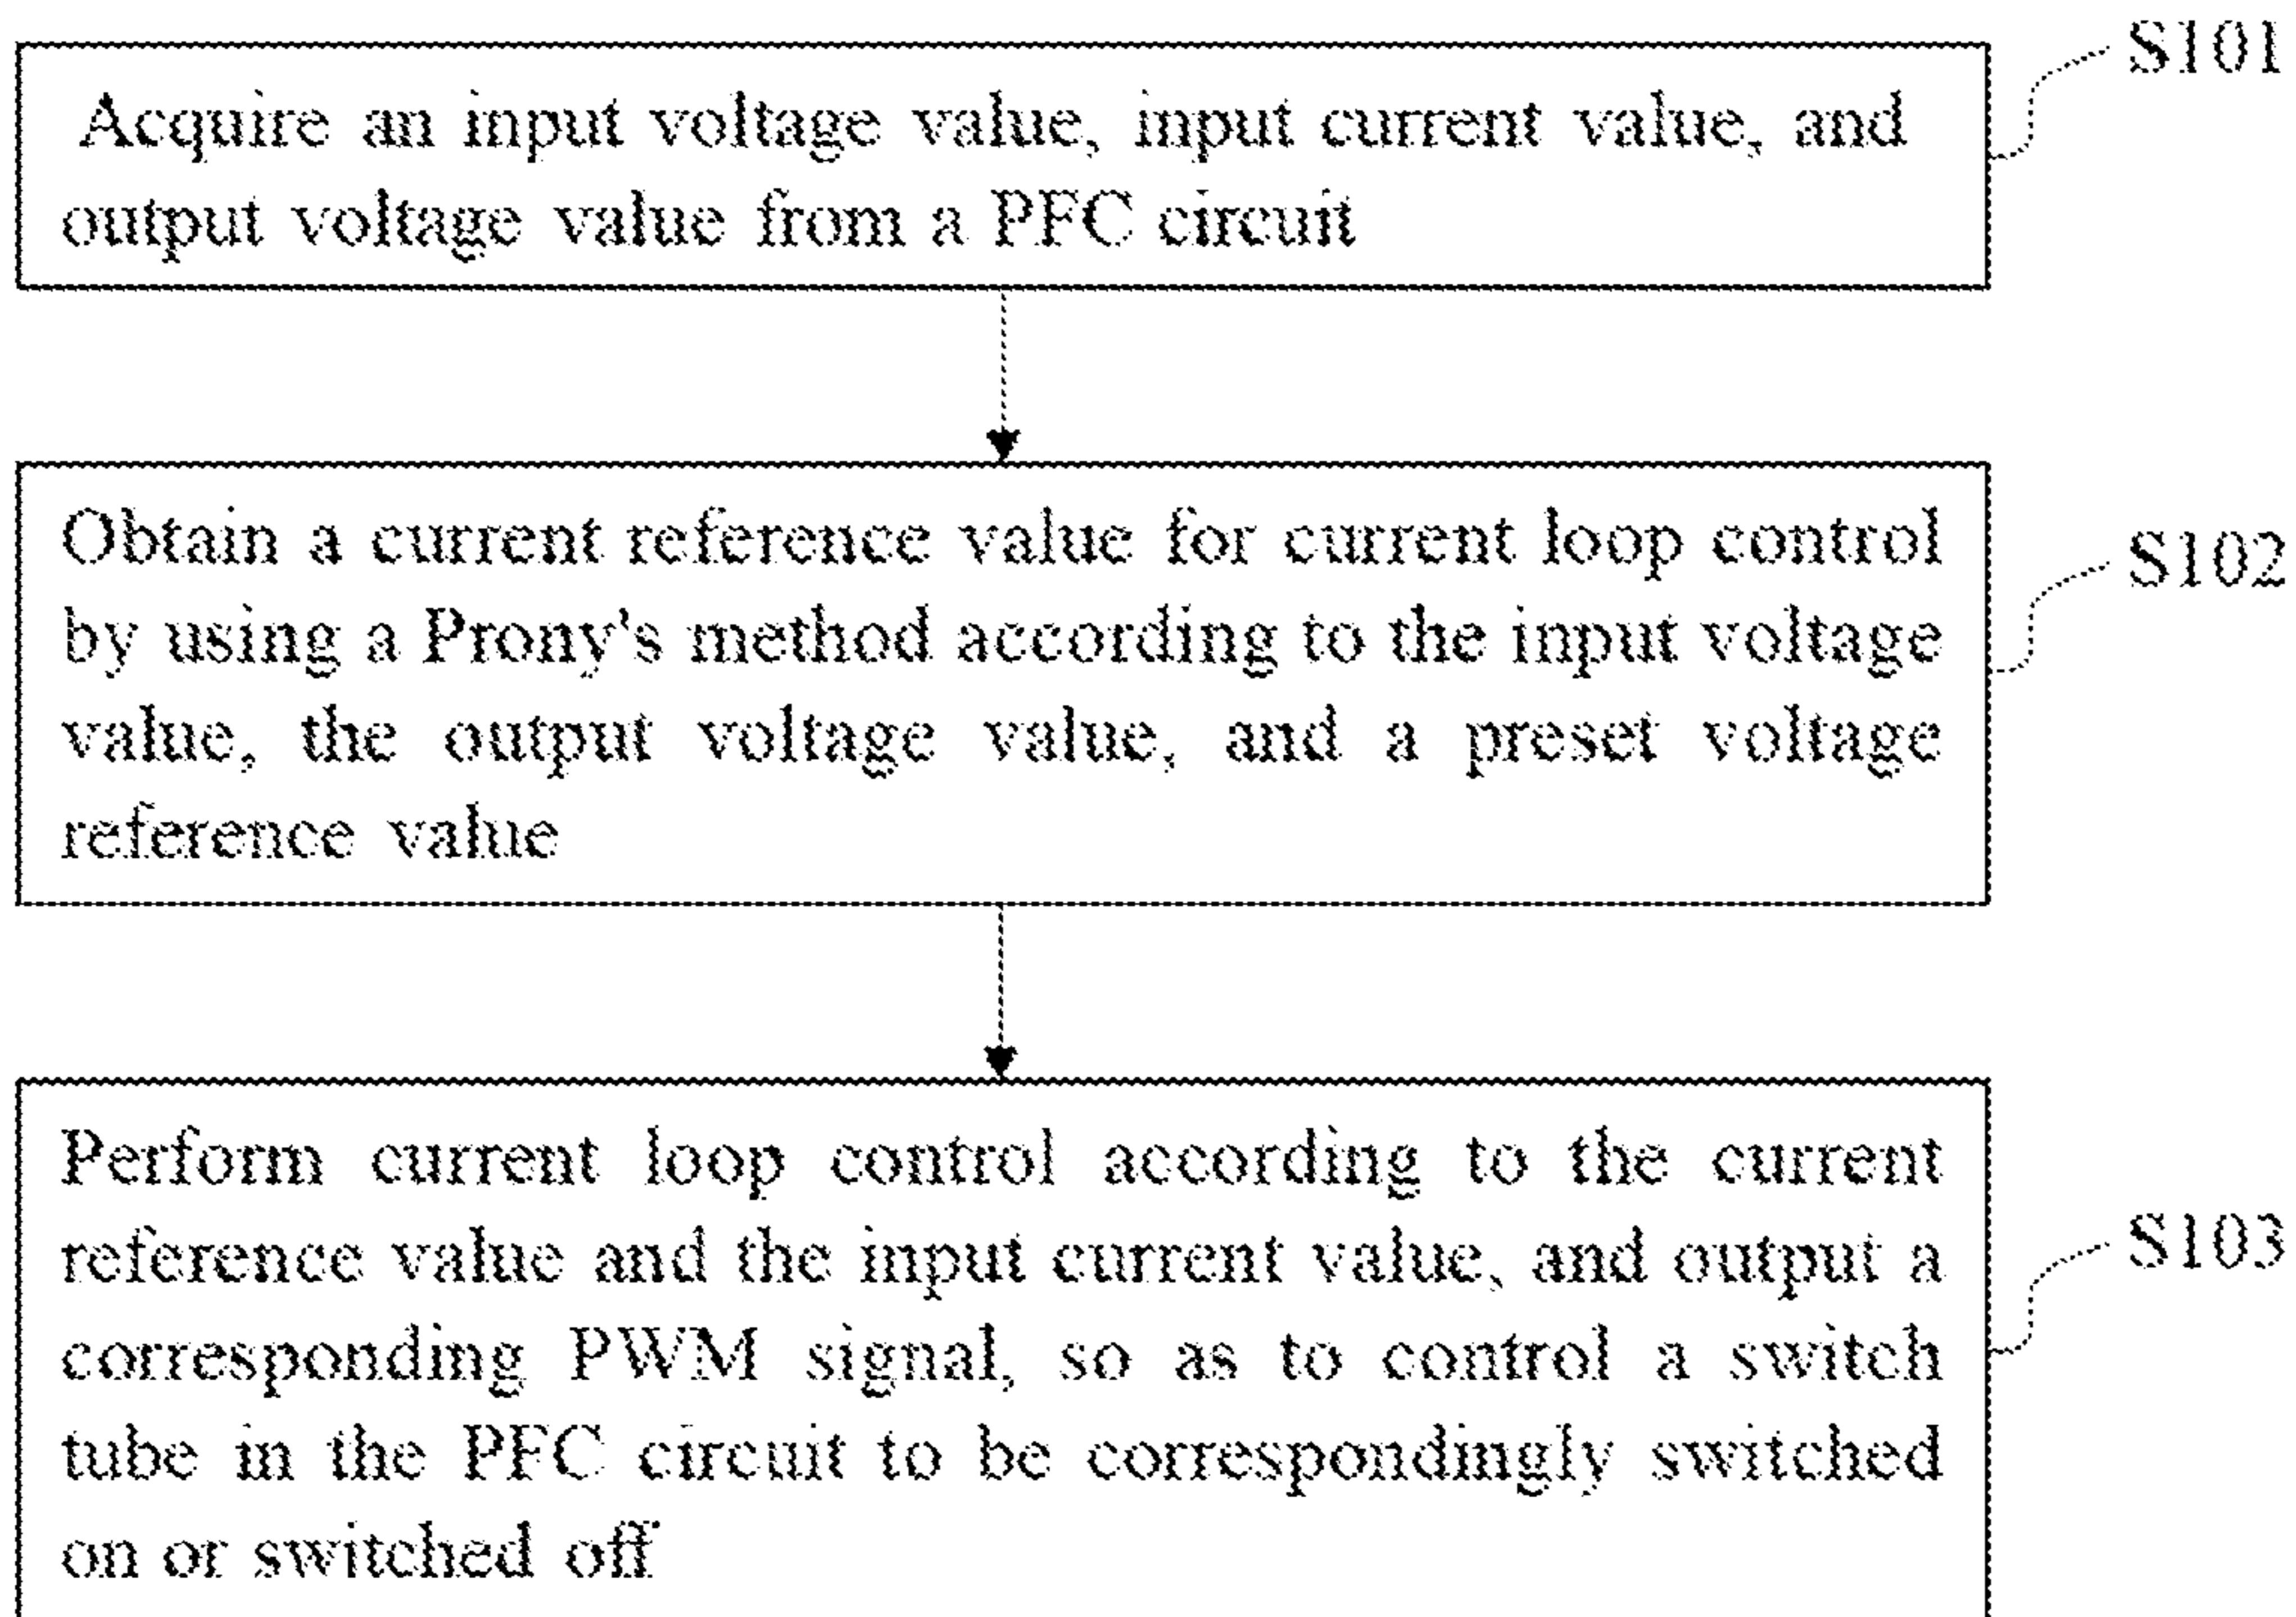 S101
Acquire an input voltage value, input current value, and
output voltage value from a PFC circuit
Obtain a current reference value for current loop control
by using a Prony's method according to the input voltage
value, the output voltage value, and a preset voltage
reference value
S102
Perform current loop control according to the current
reference value and the input current value, and output a
corresponding PWM signal, so as to control a switch
tube in the PFC circuit to be correspondingly switched
on or switched off
S103